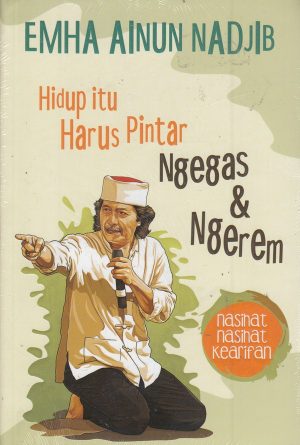 EMHA AINUN NADJIB
Hidup itu
Harus Pintar
Ngegas
&
Ngerem
nasihat
nasihat
kearifan